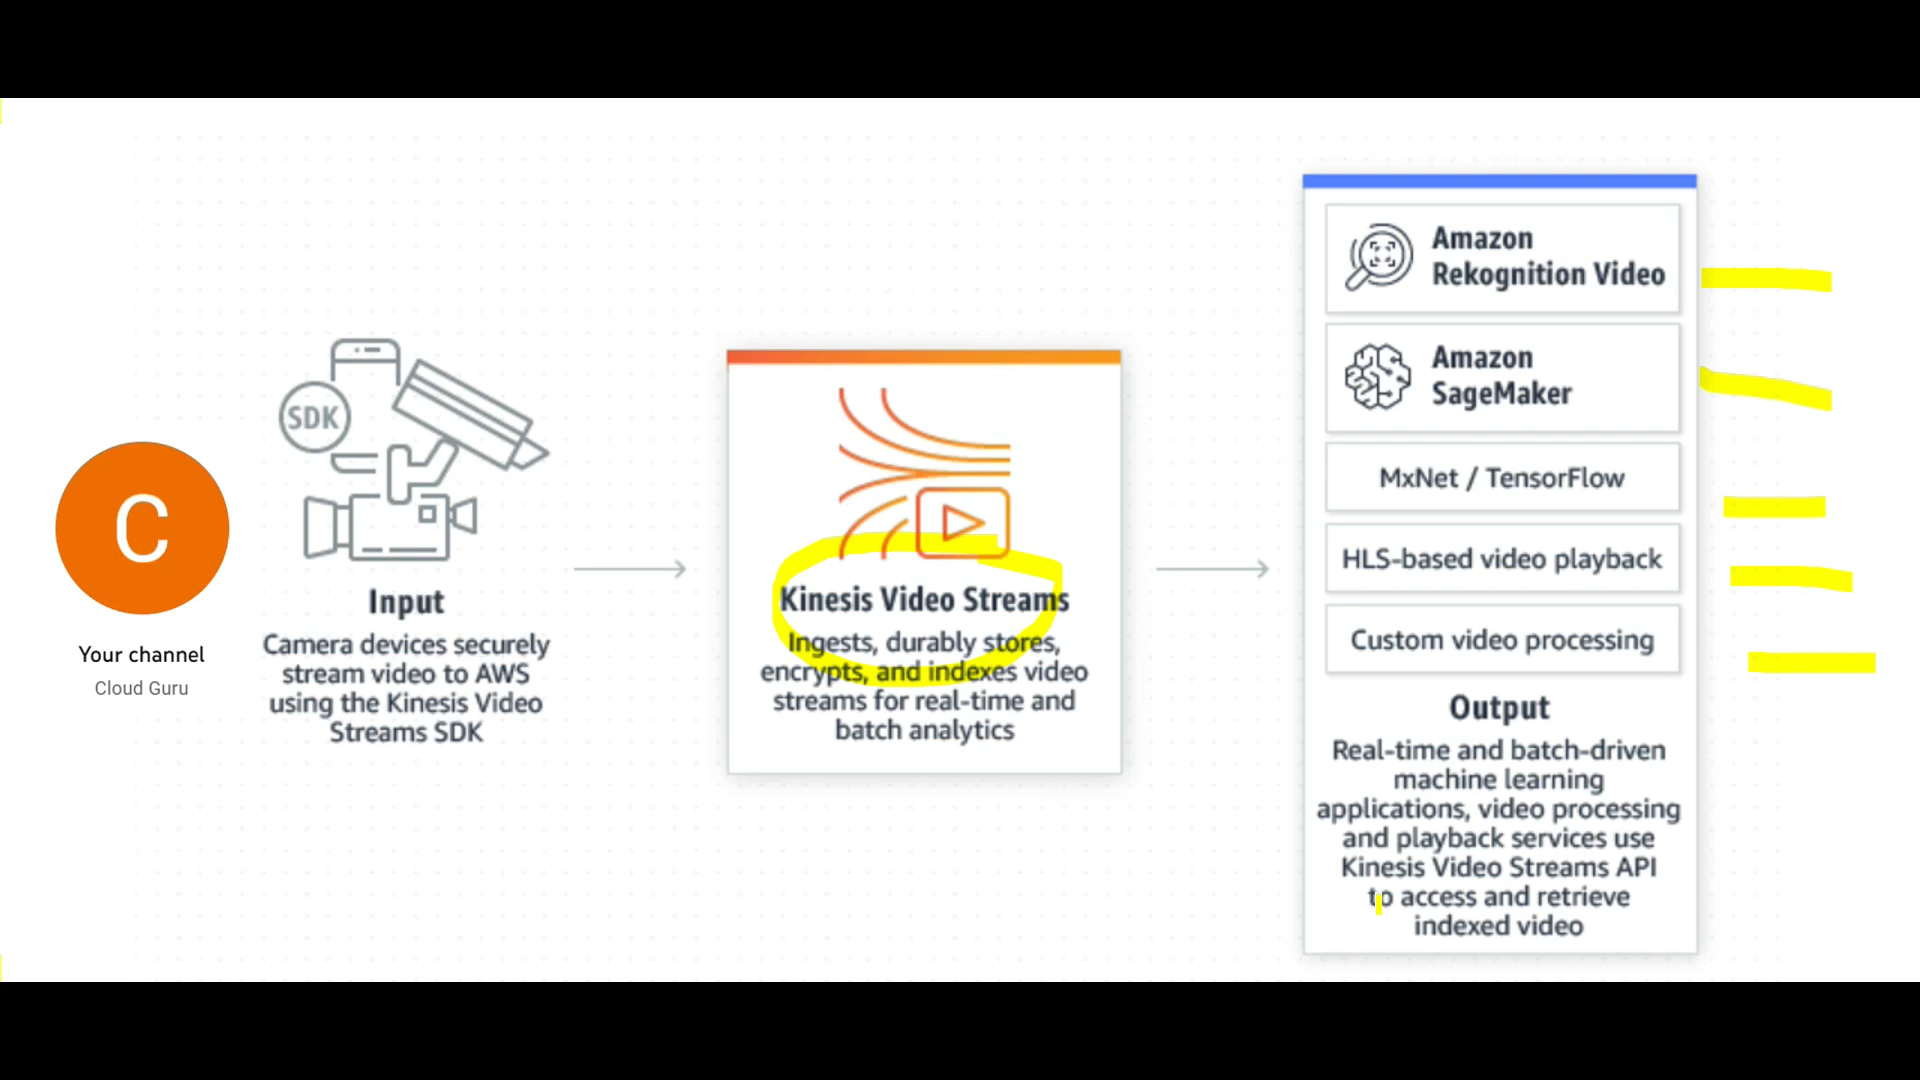 C
Your channel
Cloud Guru
SDK
Input
Camera devices securely
stream video to AWS
using the Kinesis Video
Streams SDK
Kinesis Video Streams
Ingests, durably stores,
encrypts, and indexes video
streams for real-time and
batch analytics
Amazon
Rekognition Video
Amazon
SageMaker
MxNet / TensorFlow
HLS-based video playback
Custom video processing
Output
Real-time and batch-driven
machine learning
applications, video processing
and playback services use
Kinesis Video Streams API
to access and retrieve
indexed video